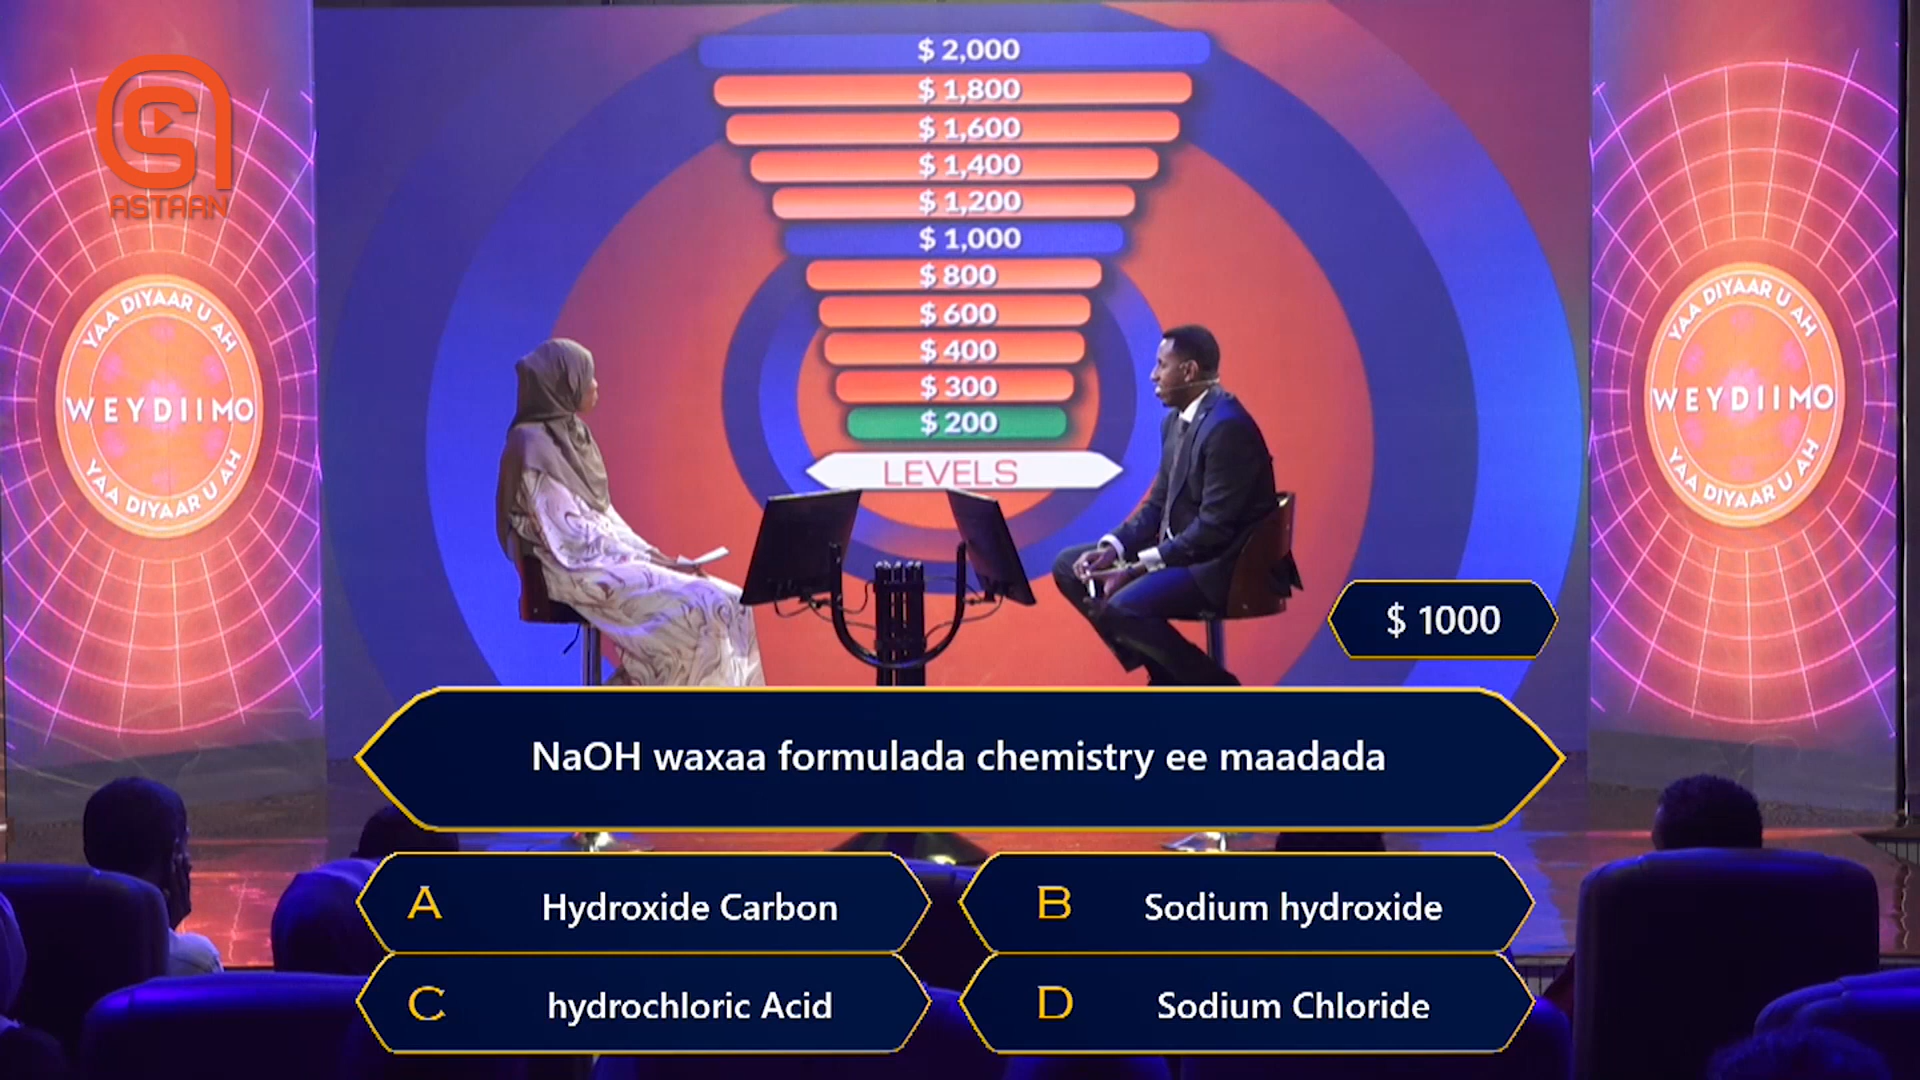 ASTAAN
$ 2,000
$ 1,800
$ 1,600
$ 1,400
$ 1,200
$ 1,000
$ 800
$ 600
$ 400
$ 300
$ 200
LEVELS
YAA DIYAAR U AH
WEYDIIMO
YAA DIYAAR U AH
YAA DIYAAR U AH
WEYDIIMO
YAA DIYAAR U AH
$ 1000
NaOH waxaa formulada chemistry ee maadada
A Hydroxide Carbon
B Sodium hydroxide
C hydrochloric Acid
D Sodium Chloride